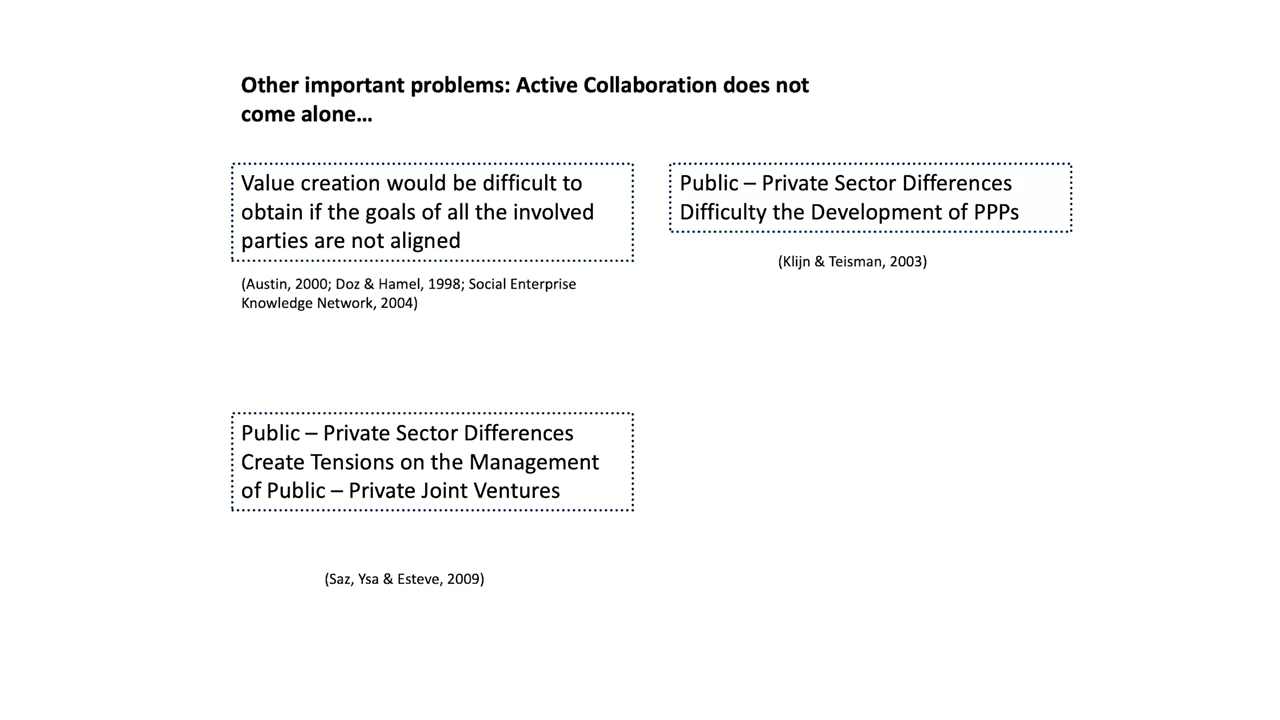 Other important problems: Active Collaboration does not
come alone…
Value creation would be difficult to
obtain if the goals of all the involved
parties are not aligned
(Austin, 2000; Doz & Hamel, 1998; Social Enterprise
Knowledge Network, 2004)
Public – Private Sector Differences
Difficulty the Development of PPPs
(Klijn & Teisman, 2003)
Public – Private Sector Differences
Create Tensions on the Management
of Public – Private Joint Ventures
(Saz, Ysa & Esteve, 2009)